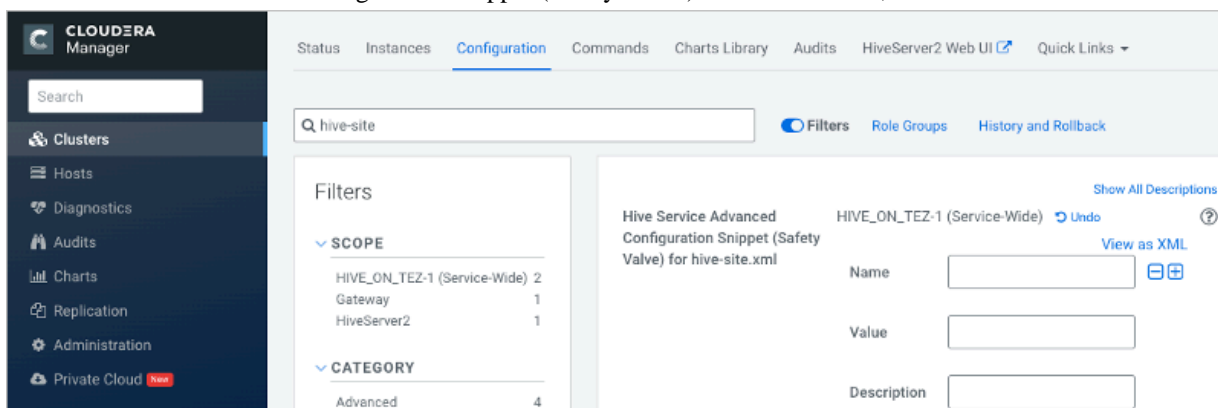 CLOUDERA
Manager
Search
Clusters
Hosts
Diagnostics
Audits
Charts
Replication
Administration
Private Cloud New
Status Instances Configuration Commands Charts Library Audits HiveServer2 Web UI Quick Links
hive-site
Filters Role Groups History and Rollback
Filters
SCOPE
HIVE_ON_TEZ-1 (Service-Wide) 2
Gateway 1
HiveServer2 1
CATEGORY
Advanced 4
Show All Descriptions
Hive Service Advanced
Configuration Snippet (Safety
Valve) for hive-site.xml
HIVE_ON_TEZ-1 (Service-Wide) Undo
View as XML
Name
Value
Description